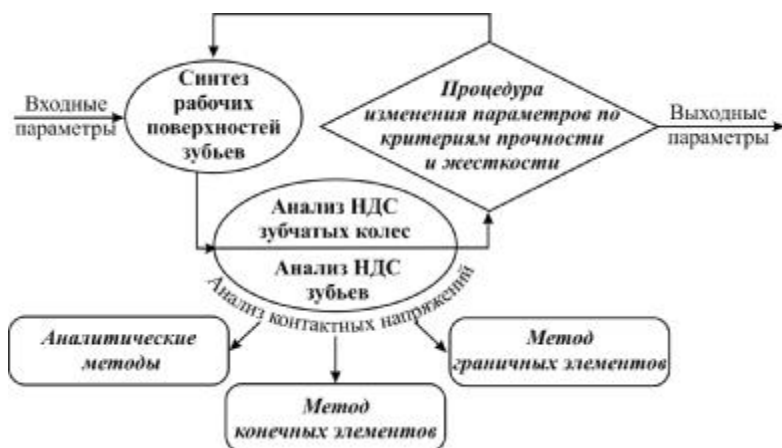 Входные
параметры
Синтез
рабочих
поверхностей
зубьев
Процедура
изменения параметров по
критериям прочности
и жесткости
Выходные
параметры
Анализ НДС
зубчатых колес
Анализ НДС
зубьев
Анализ контактных напряжений
Аналитические
методы
Метод
конечных элементов
Метод
граничных элементов